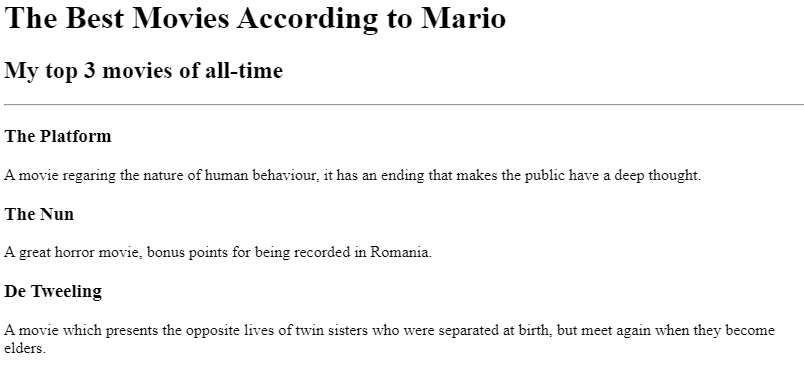 The Best Movies According to Mario
My top 3 movies of all-time
The Platform
A movie regaring the nature of human behaviour, it has an ending that makes the public have a deep thought.
The Nun
A great horror movie, bonus points for being recorded in Romania.
De Tweeling
A movie which presents the opposite lives of twin sisters who were separated at birth, but meet again when they become
elders.